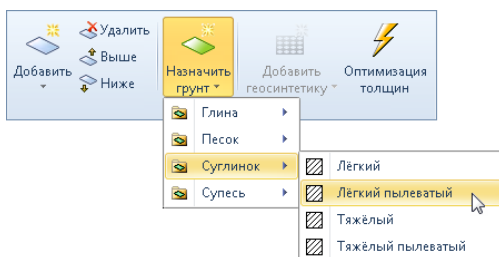 Добавить
Удалить
Выше
Ниже
Назначить
грунт
Добавить
геосинтетику
Оптимизация
толщин
Глина
Песок
Суглинок
Супесь
Лёгкий
Лёгкий пылеватый
Тяжёлый
Тяжёлый пылеватый